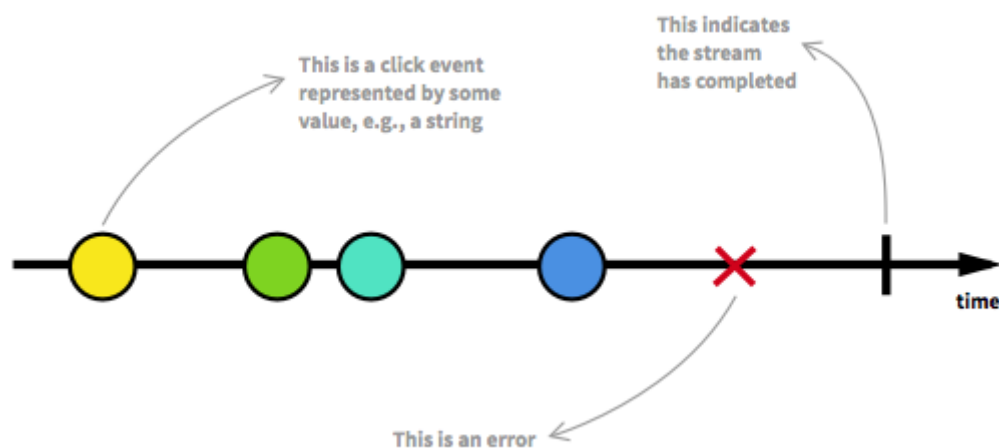 This indicates
the stream
has completed
This is a click event
represented by some
value, e.g., a string
time
This is an error